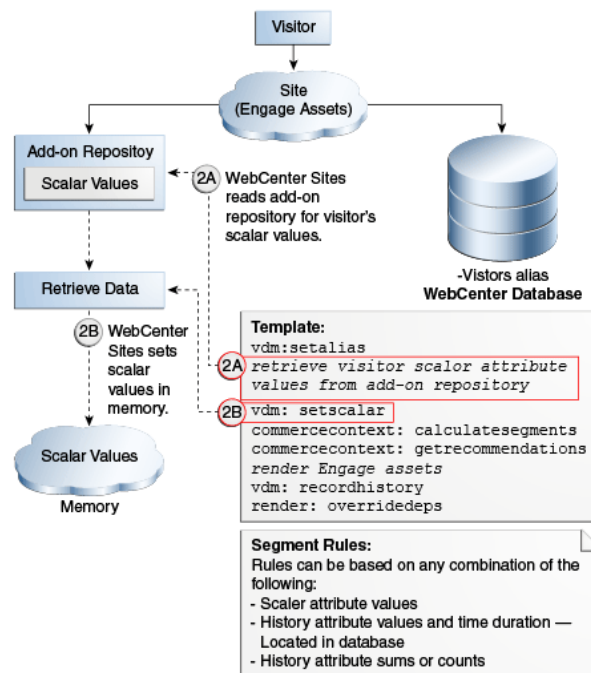 Visitor
Site
(Engage Assets)
Add-on Repositoy
Scalar Values
2A
WebCenter Sites
reads add-on
repository for visitor's
scalar values.
Retrieve Data
2B
WebCenter
Sites sets
scalar
values in
memory.
Scalar Values
Memory
-Vistors alias
WebCenter Database
Template:
vdm:setalias
2A
retrieve visitor scalor attribute
values from add-on repository
2B
vdm: setscalar
commercecontext: calculatesegments
commercecontext: getrecommendations
render Engage assets
vdm: recordhistory
render: overridedeps
Segment Rules:
Rules can be based on any combination of the
following:
- Scaler attribute values
- History attribute values and time duration —
Located in database
- History attribute sums or counts